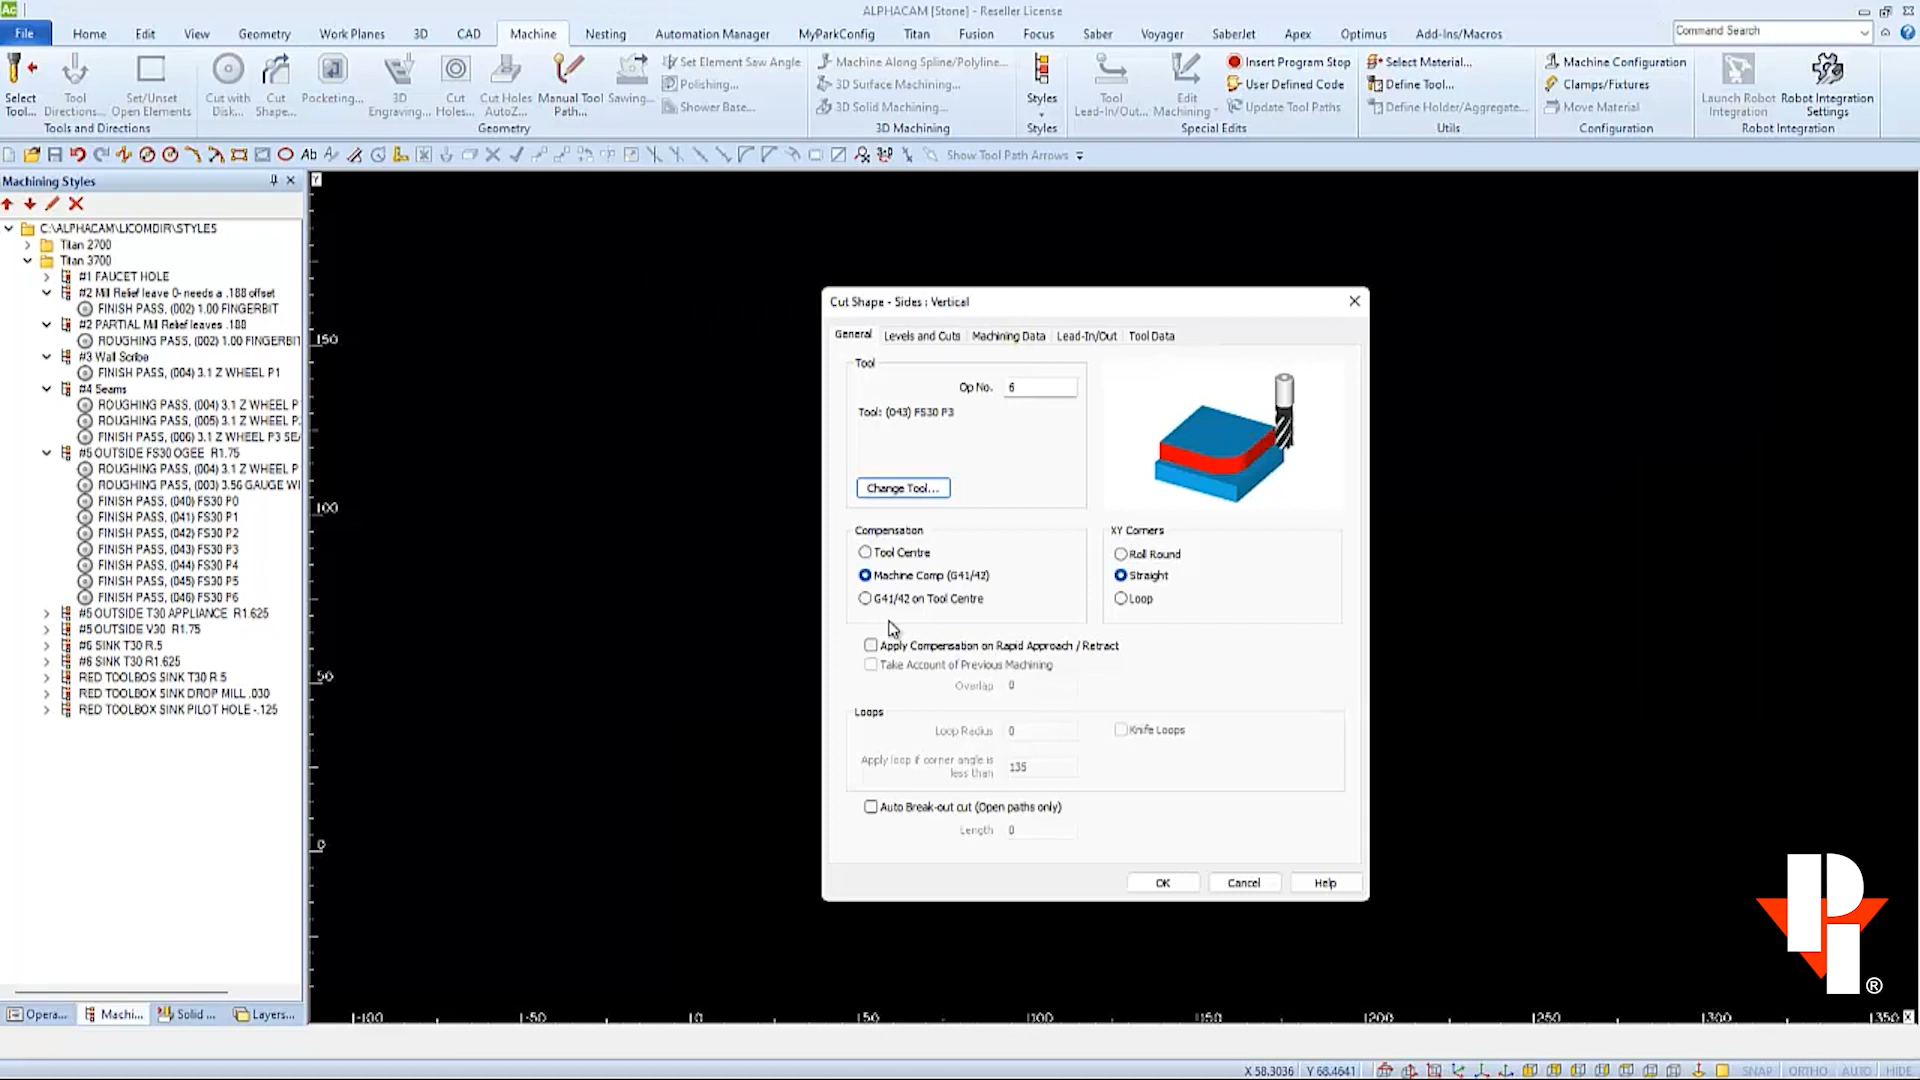 ALPHACAM [Stone] - Reseller License
File Home Edit View Geometry Work Planes 3D CAD Machine Nesting Automation Manager MyParkConfig Titan Fusion Focus Saber Voyager SaberJet Apex Optimus Add-Ins/Macros Command Search
Select Tool...
Tool Directions...
Set/Unset Open Elements
Tools and Directions
Cut with Disk...
Cut Shape...
Pocketing...
3D Engraving...
Cut Holes...
Cut Holes AutoZ...
Manual Tool Path...
Sawing...
Set Element Saw Angle
Polishing...
Shower Base...
Geometry
Machine Along Spline/Polyline...
3D Surface Machining...
3D Solid Machining...
3D Machining
Styles
Styles
Tool Lead-In/Out...
Edit Machining
Insert Program Stop
User Defined Code
Update Tool Paths
Special Edits
Select Material...
Define Tool...
Define Holder/Aggregate...
Utils
Machine Configuration
Clamps/Fixtures
Move Material
Configuration
Launch Robot Integration
Robot Integration Settings
Robot Integration
Ab
Show Tool Path Arrows
Machining Styles
C:\ALPHACAM\LICOMDIR\STYLES
Titan 2700
Titan 3700
#1 FAUCET HOLE
#2 Mill Relief leave 0- needs a .188 offset
FINISH PASS, (002) 1.00 FINGERBIT
#2 PARTIAL Mill Relief leaves .188
ROUGHING PASS, (002) 1.00 FINGERBIT
#3 Wall Scribe
FINISH PASS, (004) 3.1 Z WHEEL P1
#4 Seams
ROUGHING PASS, (004) 3.1 Z WHEEL P
ROUGHING PASS, (005) 3.1 Z WHEEL P
FINISH PASS, (006) 3.1 Z WHEEL P3 SE
#5 OUTSIDE FS30 OGEE R1.75
ROUGHING PASS, (004) 3.1 Z WHEEL P
ROUGHING PASS, (003) 3.56 GAUGE WI
FINISH PASS, (040) FS30 P0
FINISH PASS, (041) FS30 P1
FINISH PASS, (042) FS30 P2
FINISH PASS, (043) FS30 P3
FINISH PASS, (044) FS30 P4
FINISH PASS, (045) FS30 P5
FINISH PASS, (046) FS30 P6
#5 OUTSIDE T30 APPLIANCE R1.625
#5 OUTSIDE V30 R1.75
#6 SINK T30 R.5
#6 SINK T30 R1.625
RED TOOLBOS SINK T30 R.5
RED TOOLBOX SINK DROP MILL .030
RED TOOLBOX SINK PILOT HOLE -.125
Opera... Machi... Solid ... Layers...
Y
150
100
50
0
-100 -50 0 50 100 150 200 250 300 350 X
Cut Shape - Sides : Vertical
General Levels and Cuts Machining Data Lead-In/Out Tool Data
Tool
Op No. 6
Tool: (043) FS30 P3
Change Tool...
Compensation
Tool Centre
Machine Comp (G41/42)
G41/42 on Tool Centre
XY Corners
Roll Round
Straight
Loop
Apply Compensation on Rapid Approach / Retract
Take Account of Previous Machining
Overlap 0
Loops
Loop Radius 0
Knife Loops
Apply loop if corner angle is less than 135
Auto Break-out cut (Open paths only)
Length 0
OK Cancel Help
PI ®
X 58.3036 Y 68.4641 SNAP ORTHO AUTO HIDE